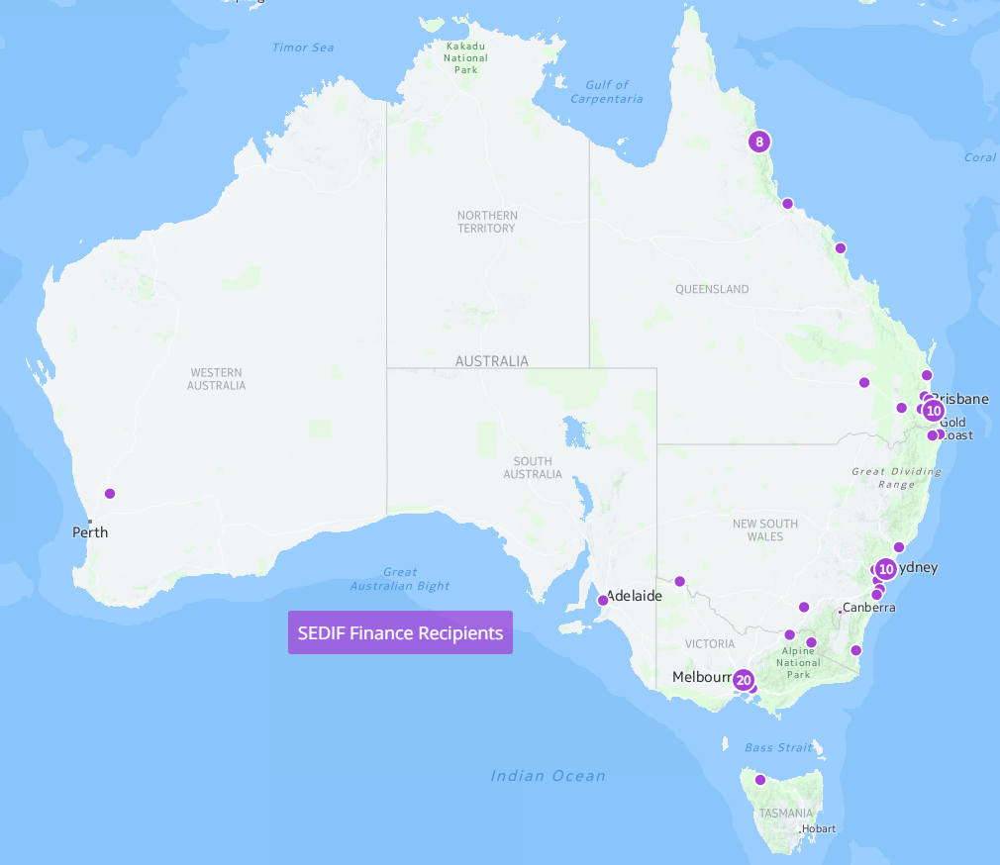 Timor Sea
Kakadu
National
Park
Gulf of
Carpentaria
8
Coral
NORTHERN
TERRITORY
QUEENSLAND
AUSTRALIA
WESTERN
AUSTRALIA
Brisbane
10
Gold
Coast
SOUTH
AUSTRALIA
Great Dividing
Range
NEW SOUTH
WALES
Perth
10
ydney
Great
Australian Bight
Adelaide
Canberra
SEDIF Finance Recipients
VICTORIA
Alpine
National
Park
Melbourn
20
Bass Strait
Indian Ocean
TASMANIA
Hobart